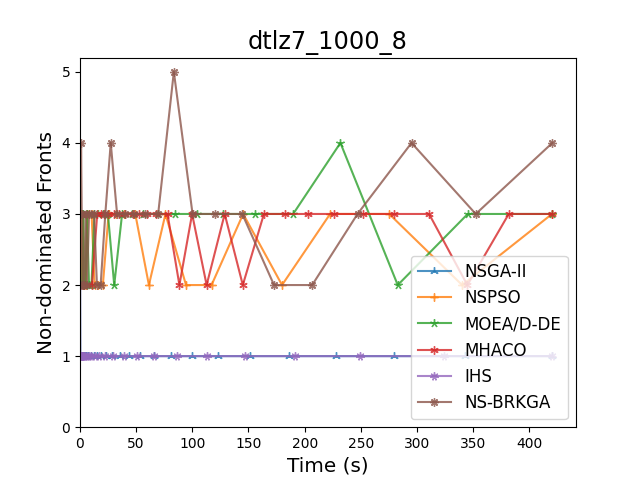 dtlz7_1000_8
Non-dominated Fronts
5
4
3
2
1
0
0 50 100 150 200 250 300 350 400
Time (s)
NSGA-II
NSPSO
MOEA/D-DE
MHACO
IHS
NS-BRKGA